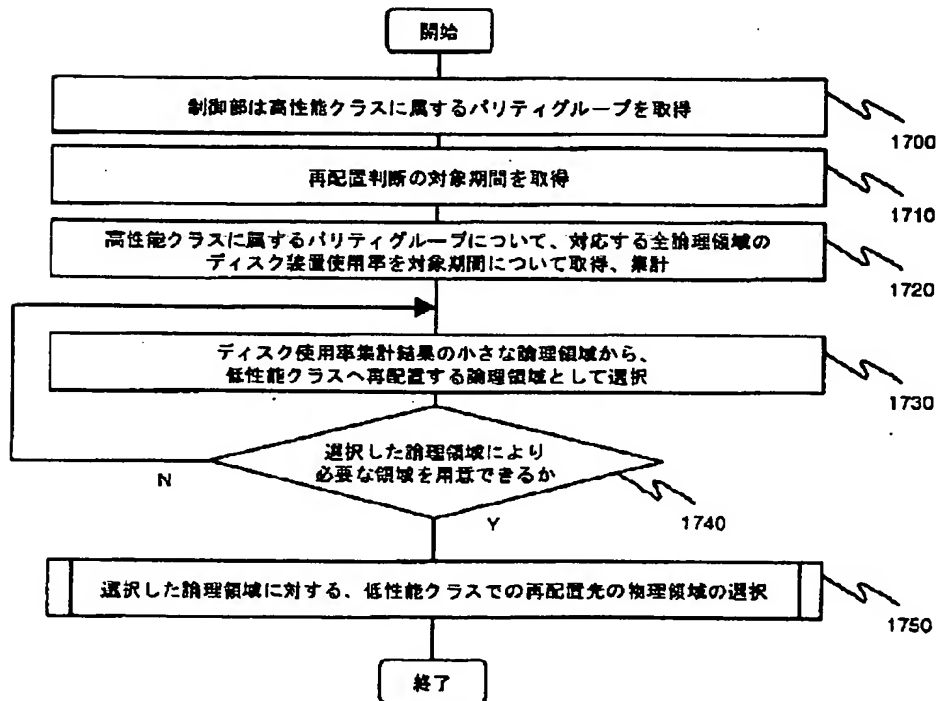 開始
制御部は高性能クラスに属するパリティグループを取得
1700
再配置判断の対象期間を取得
1710
高性能クラスに属するパリティグループについて、対応する全論理領域の
ディスク装置使用率を対象期間について取得、集計
1720
ディスク使用率集計結果の小さな論理領域から、
低性能クラスへ再配置する論理領域として選択
1730
選択した論理領域により
必要な領域を用意できるか
N
Y
1740
選択した論理領域に対する、低性能クラスでの再配置先の物理領域の選択
1750
終了